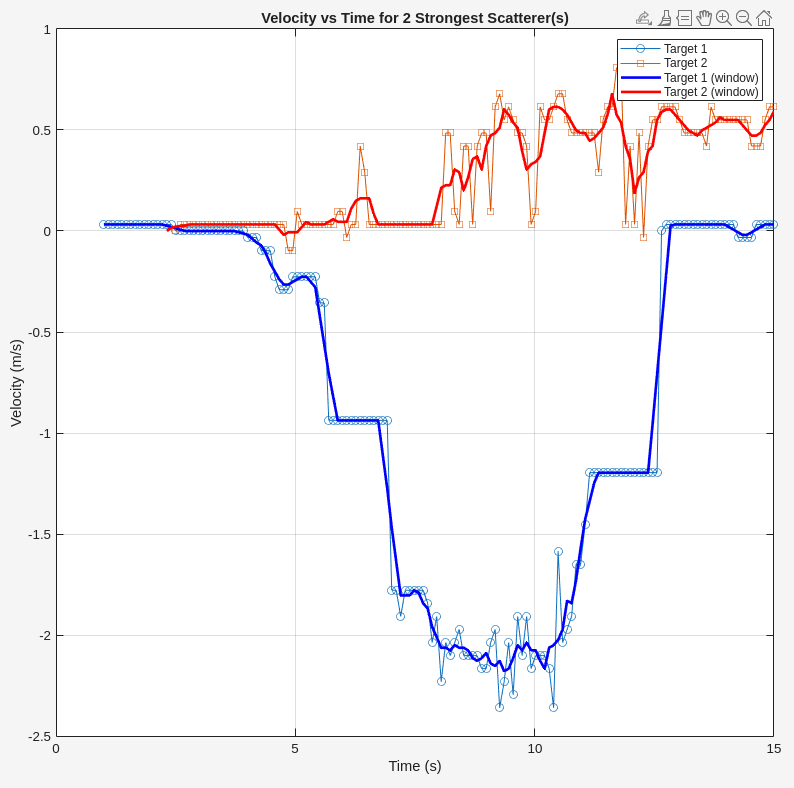 Velocity vs Time for 2 Strongest Scatterer(s)
Target 1
Target 2
Target 1 (window)
Target 2 (window)
1
0.5
0
-0.5
-1
-1.5
-2
-2.5
Velocity (m/s)
0
5
10
15
Time (s)